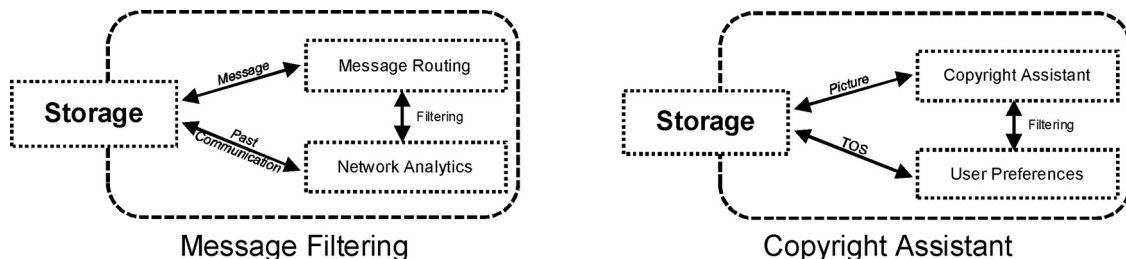 Message
Message Routing
Storage
Filtering
Past
Communication
Network Analytics
Message Filtering
Picture
Copyright Assistant
Storage
Filtering
TOS
User Preferences
Copyright Assistant